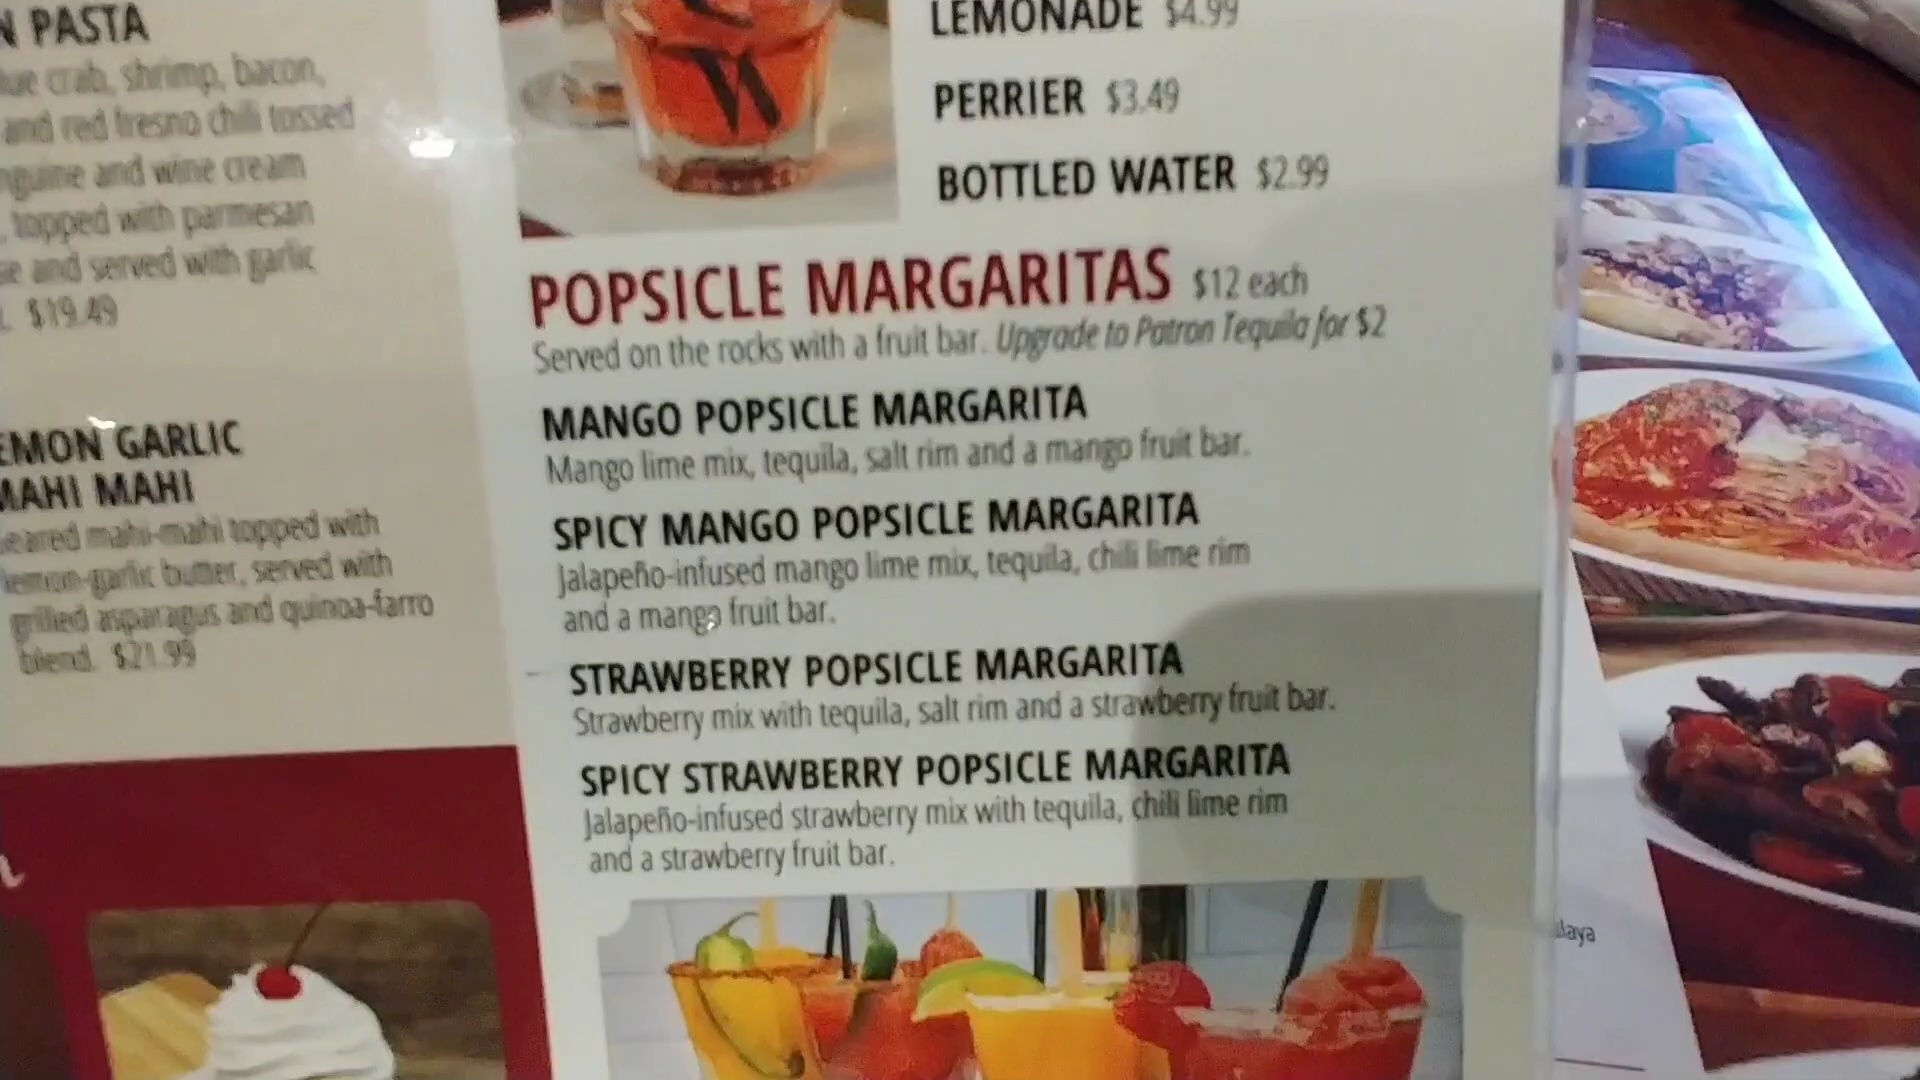 N PASTA
blue crab, shrimp, bacon,
and red fresno chili tossed
linguine and wine cream
, topped with parmesan
se and served with garlic
$19.49
EMON GARLIC
MAHI MAHI
Seared mahi-mahi topped with
lemon-garlic butter, served with
grilled asparagus and quinoa-farro
blend. $21.99
LEMONADE $4.99
PERRIER $3.49
BOTTLED WATER $2.99
POPSICLE MARGARITAS $12 each
Served on the rocks with a fruit bar. Upgrade to Patron Tequila for $2
MANGO POPSICLE MARGARITA
Mango lime mix, tequila, salt rim and a mango fruit bar.
SPICY MANGO POPSICLE MARGARITA
Jalapeño-infused mango lime mix, tequila, chili lime rim
and a mango fruit bar.
STRAWBERRY POPSICLE MARGARITA
Strawberry mix with tequila, salt rim and a strawberry fruit bar.
SPICY STRAWBERRY POPSICLE MARGARITA
Jalapeño-infused strawberry mix with tequila, chili lime rim
and a strawberry fruit bar.